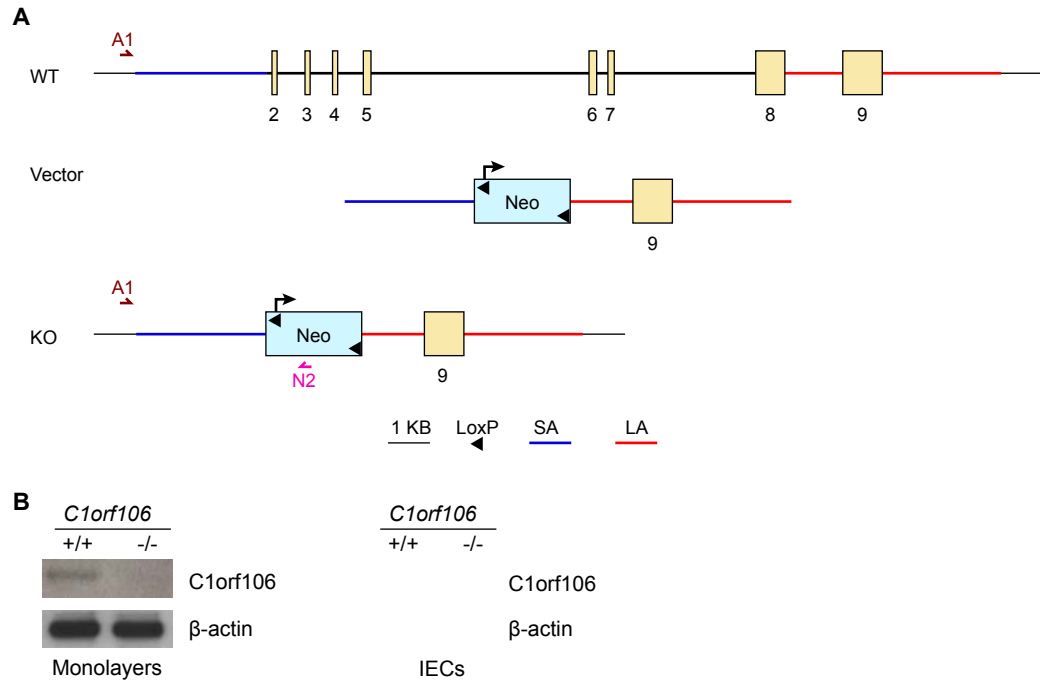 A
A1
WT
2 3 4 5 6 7 8 9
Vector
Neo
9
A1
KO
Neo
N2
9
1 KB LoxP SA LA
B
C1orf106 C1orf106
+/+ -/- +/+ -/-
C1orf106 C1orf106
β-actin β-actin
Monolayers IECs